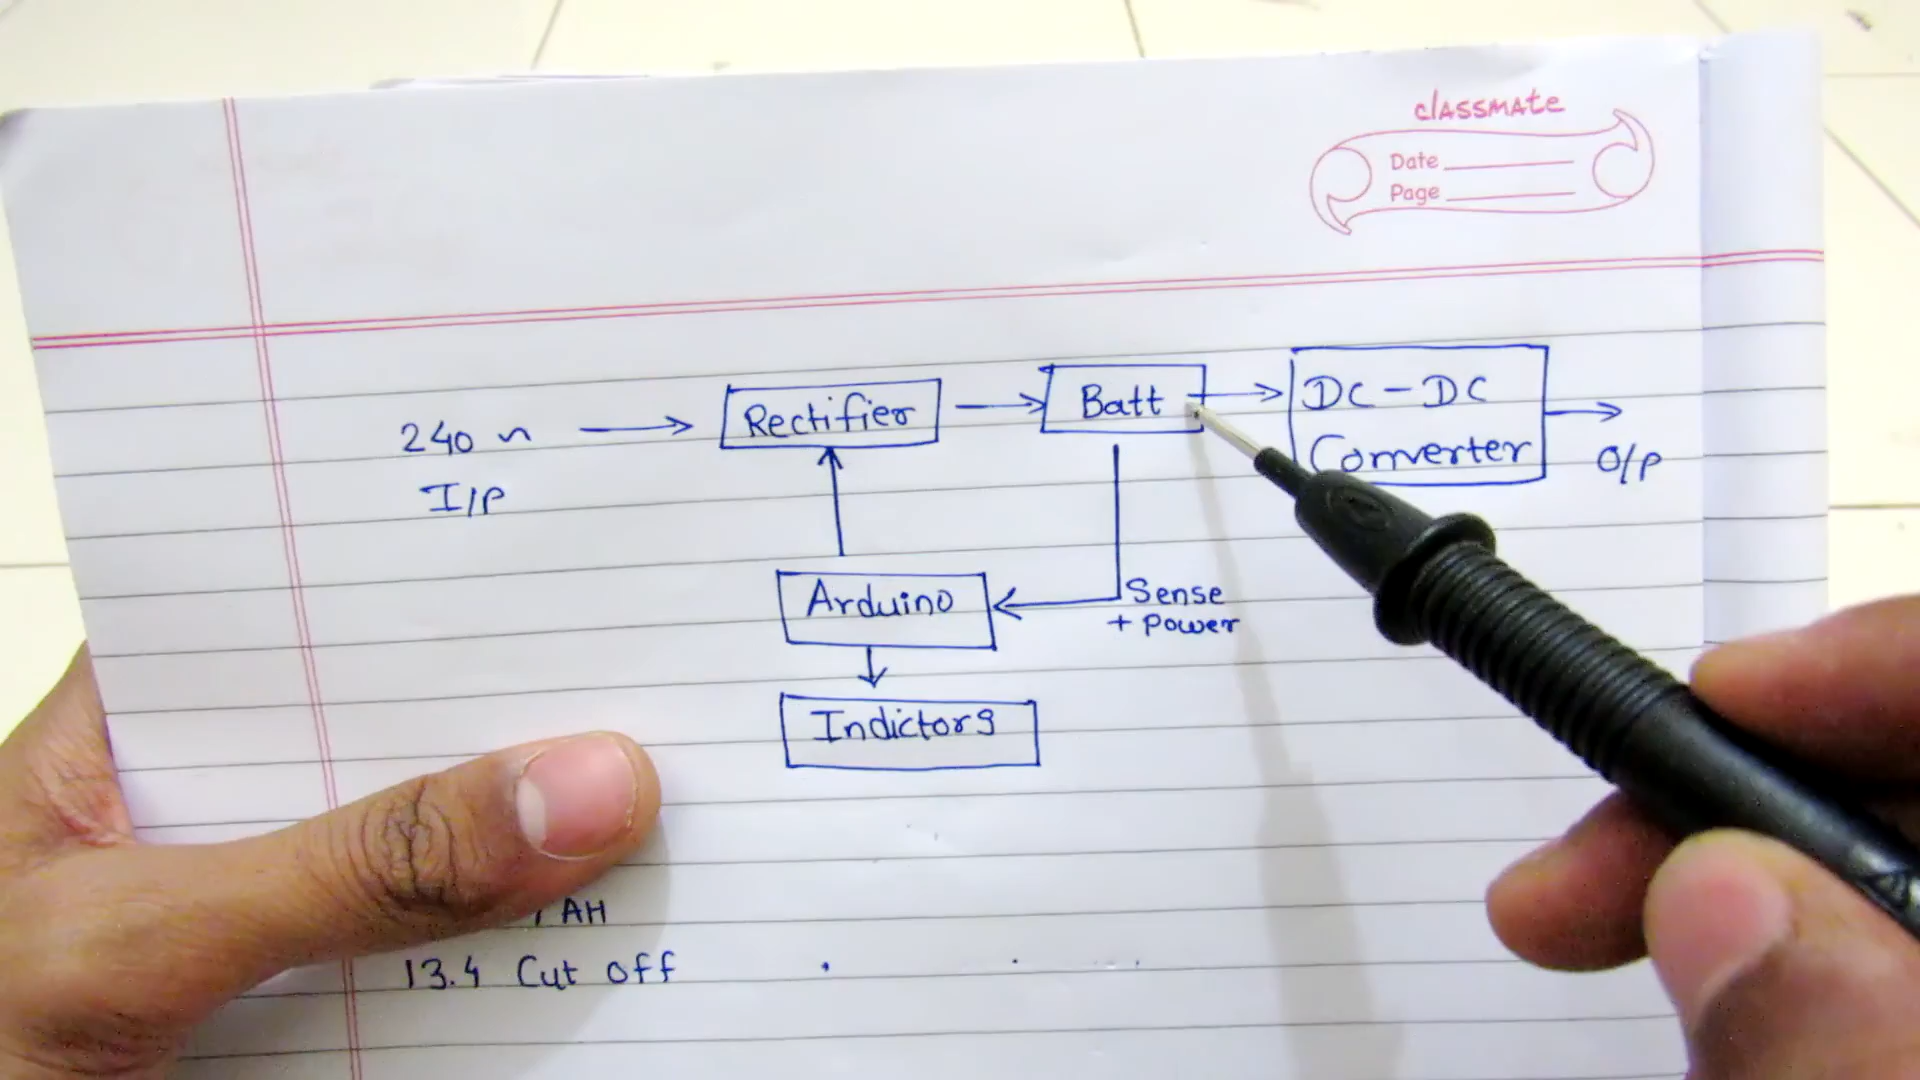 classmate
Date
Page
240 ~
I/P
Rectifier
Batt
DC-DC
Converter
O/P
Arduino
Sense
+ Power
Indictors
AH
13.4 Cut off